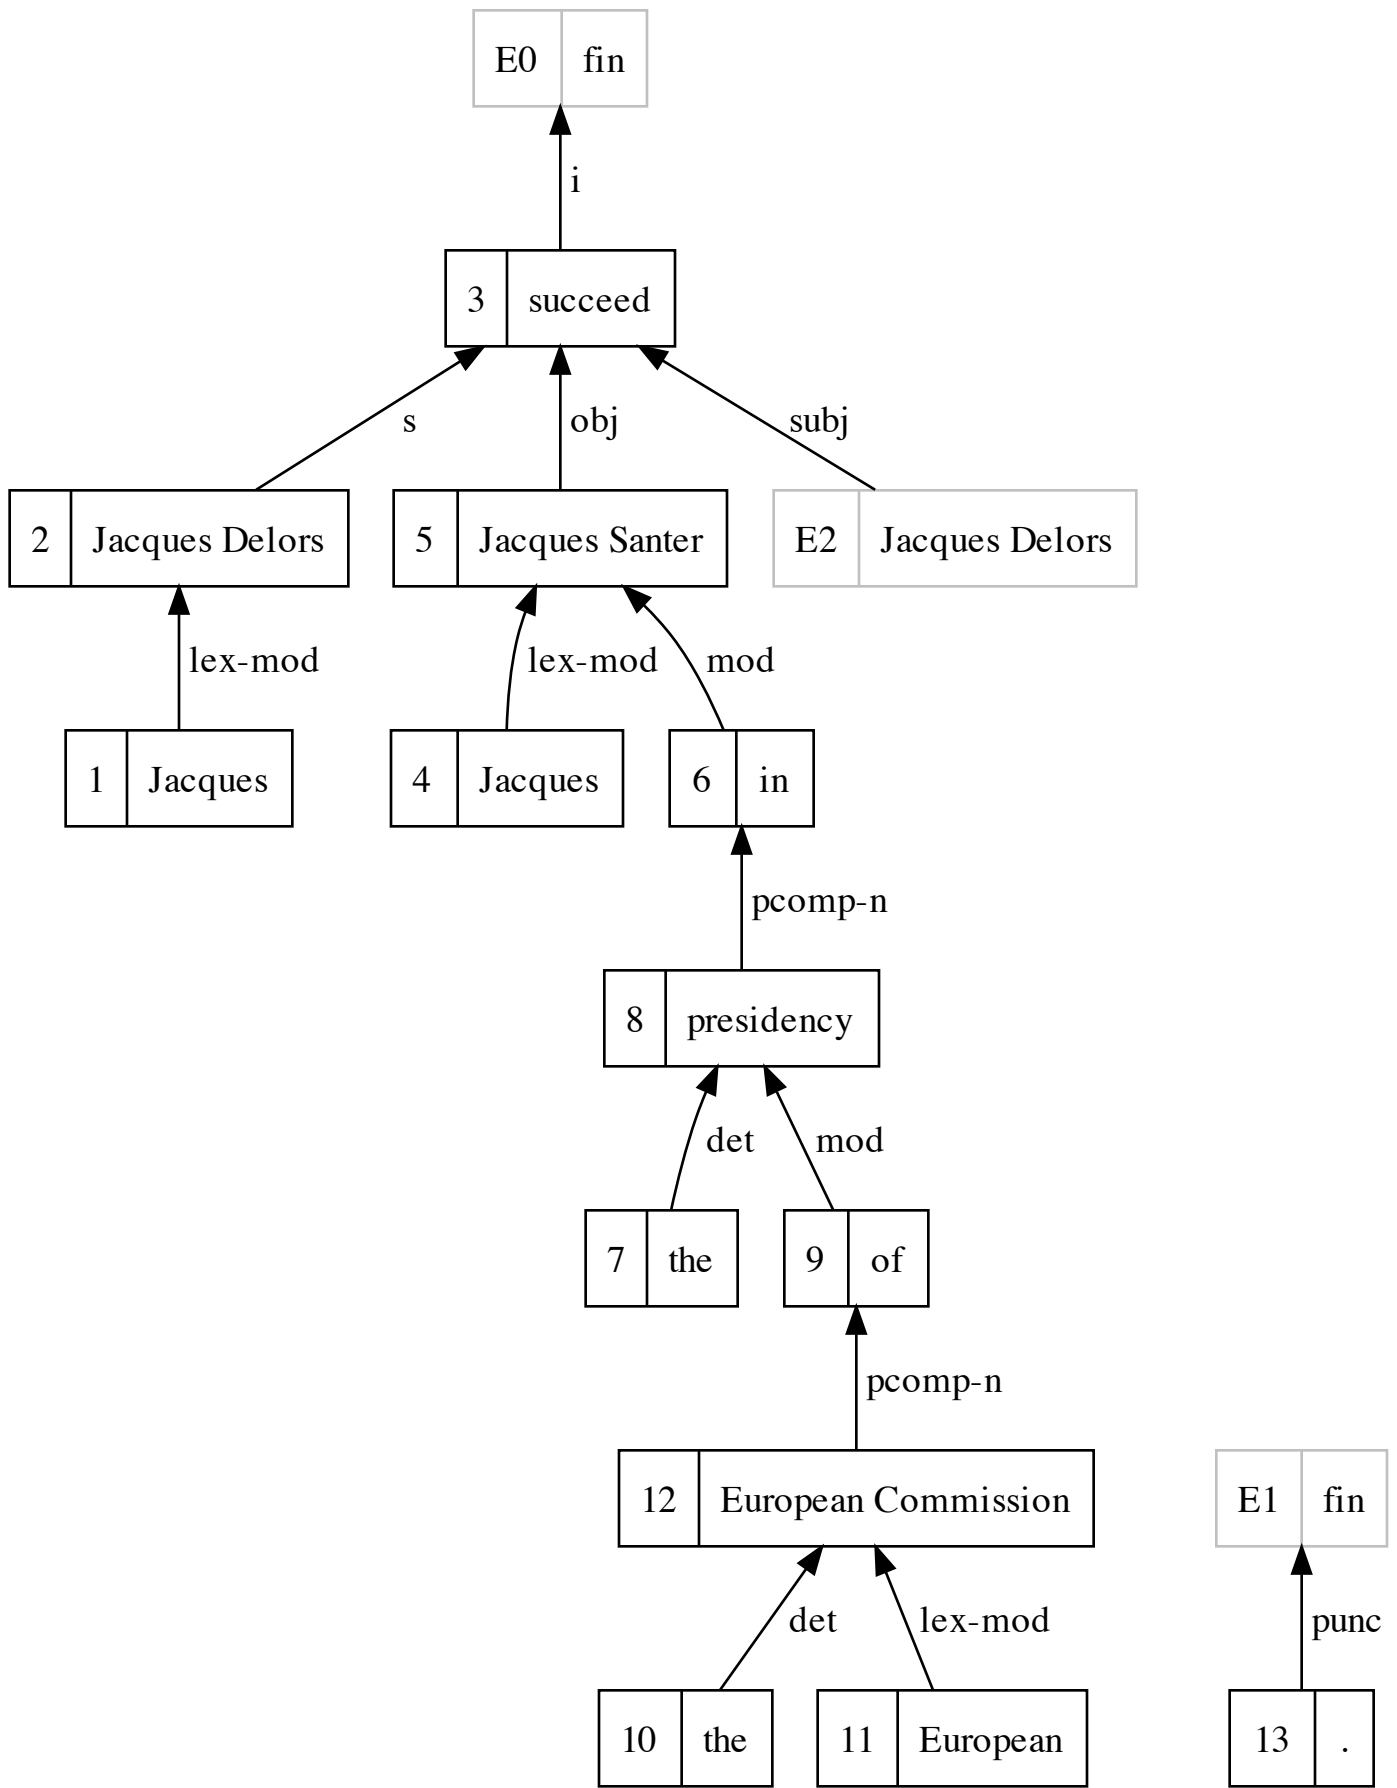 E0 fin
i
3 succeed
s obj subj
2 Jacques Delors 5 Jacques Santer E2 Jacques Delors
lex-mod lex-mod mod
1 Jacques 4 Jacques 6 in
pcomp-n
8 presidency
det mod
7 the 9 of
pcomp-n
12 European Commission E1 fin
det lex-mod punc
10 the 11 European 13 .